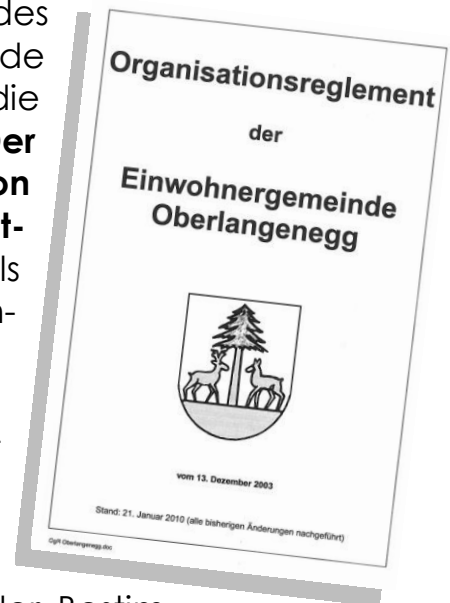 des
de
die
er
on
t-
ls
n-
Organisationsreglement
der
Einwohnergemeinde
Oberlangenegg
vom 13. Dezember 2003
Stand: 21. Januar 2010 (alle bisherigen Änderungen nachgeführt)
OgR Oberlangenegg.doc